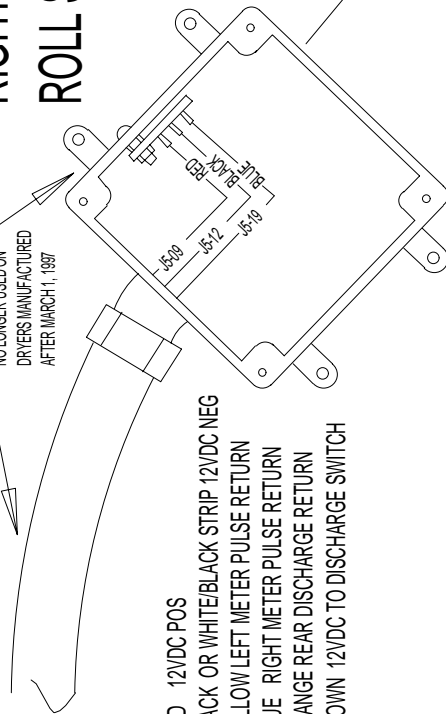 ROLL
NO LONGER USED ON
DRYERS MANUFACTURED
AFTER MARCH 1, 1997
RED
BLACK
BLUE
J5-09
J5-12
J5-19
D 12VDC POS
ACK OR WHITE/BLACK STRIP 12VDC NEG
LLOW LEFT METER PULSE RETURN
UE RIGHT METER PULSE RETURN
ANGE REAR DISCHARGE RETURN
OWN 12VDC TO DISCHARGE SWITCH